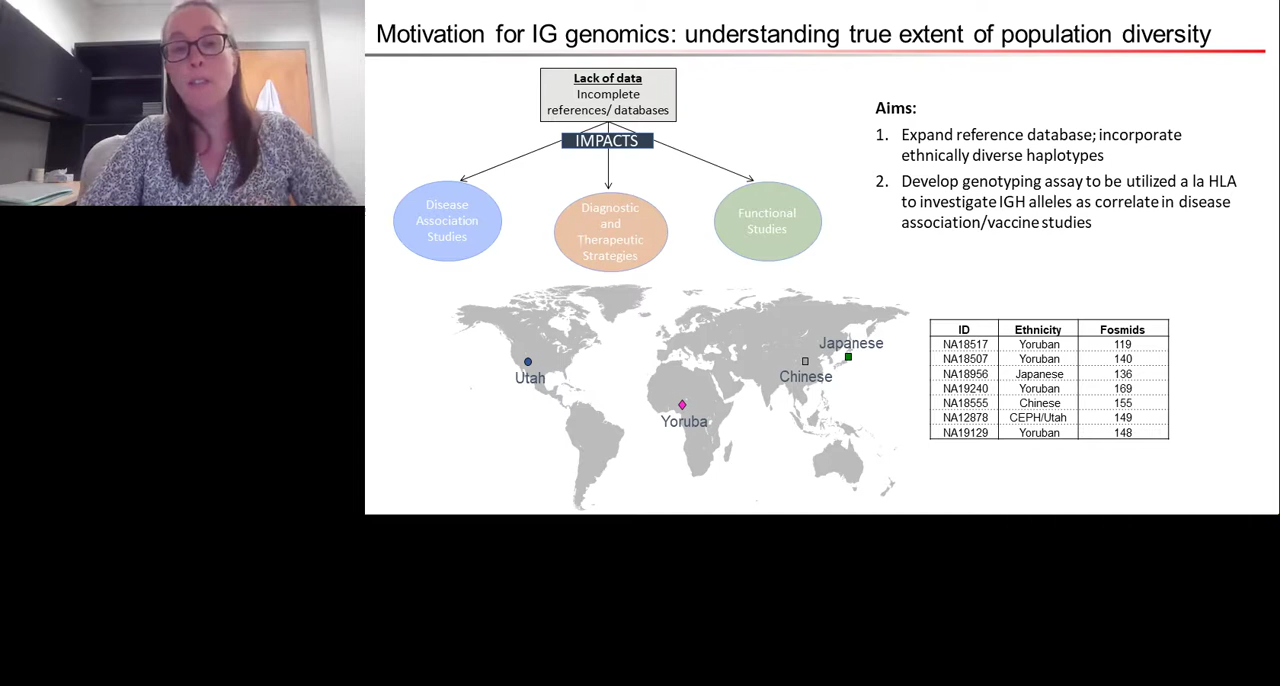 Motivation for IG genomics: understanding true extent of population diversity
Lack of data
Incomplete
references/ databases
IMPACTS
Disease
Association
Studies
Diagnostic
and
Therapeutic
Strategies
Functional
Studies
Aims:
1. Expand reference database; incorporate
ethnically diverse haplotypes
2. Develop genotyping assay to be utilized a la HLA
to investigate IGH alleles as correlate in disease
association/vaccine studies
Utah
Yoruba
Chinese
Japanese
ID Ethnicity Fosmids
NA18517 Yoruban 119
NA18507 Yoruban 140
NA18956 Japanese 136
NA19240 Yoruban 169
NA18555 Chinese 155
NA12878 CEPH/Utah 149
NA19129 Yoruban 148